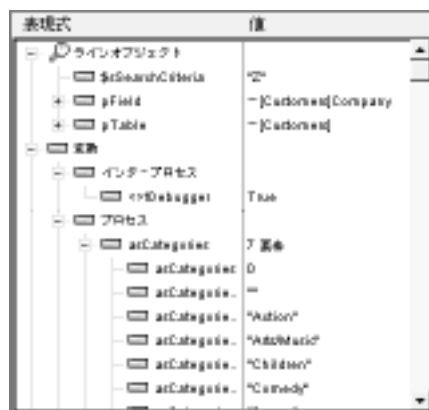 表現式 値
ラインオブジェクト
$rSearchCriteria "Z"
pField ->[Customers]Company
pTable ->[Customers]
変数
インタープロセス
<>fDebugger True
プロセス
arCategories 7 要素
arCategories 0
arCategorie.. ""
arCategorie.. "Action"
arCategorie.. "Arts/Music"
arCategorie.. "Children"
arCategorie.. "Comedy"